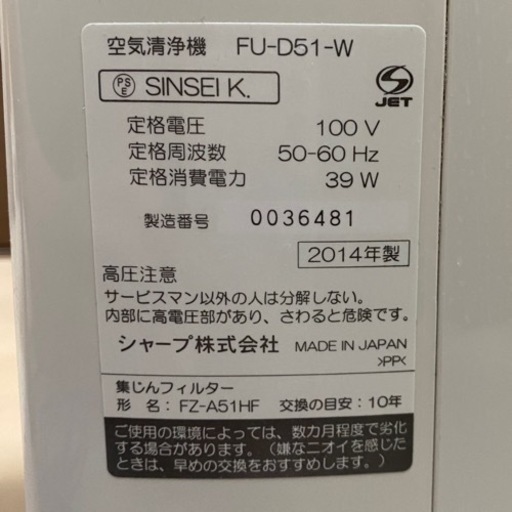 空気清浄機 FU-D51-W
PSE SINSEI K.
JET
定格電圧 100 V
定格周波数 50-60 Hz
定格消費電力 39 W
製造番号 0036481
2014年製
高圧注意
サービスマン以外の人は分解しない。
内部に高電圧部があり、さわると危険です。
シャープ株式会社 MADE IN JAPAN
>PP<
集じんフィルター
形 名：FZ-A51HF 交換の目安：10年
ご使用の環境によっては、数カ月程度で劣化
する場合があります。（嫌なニオイを感じた
ときは、早めの交換をおすすめします。）